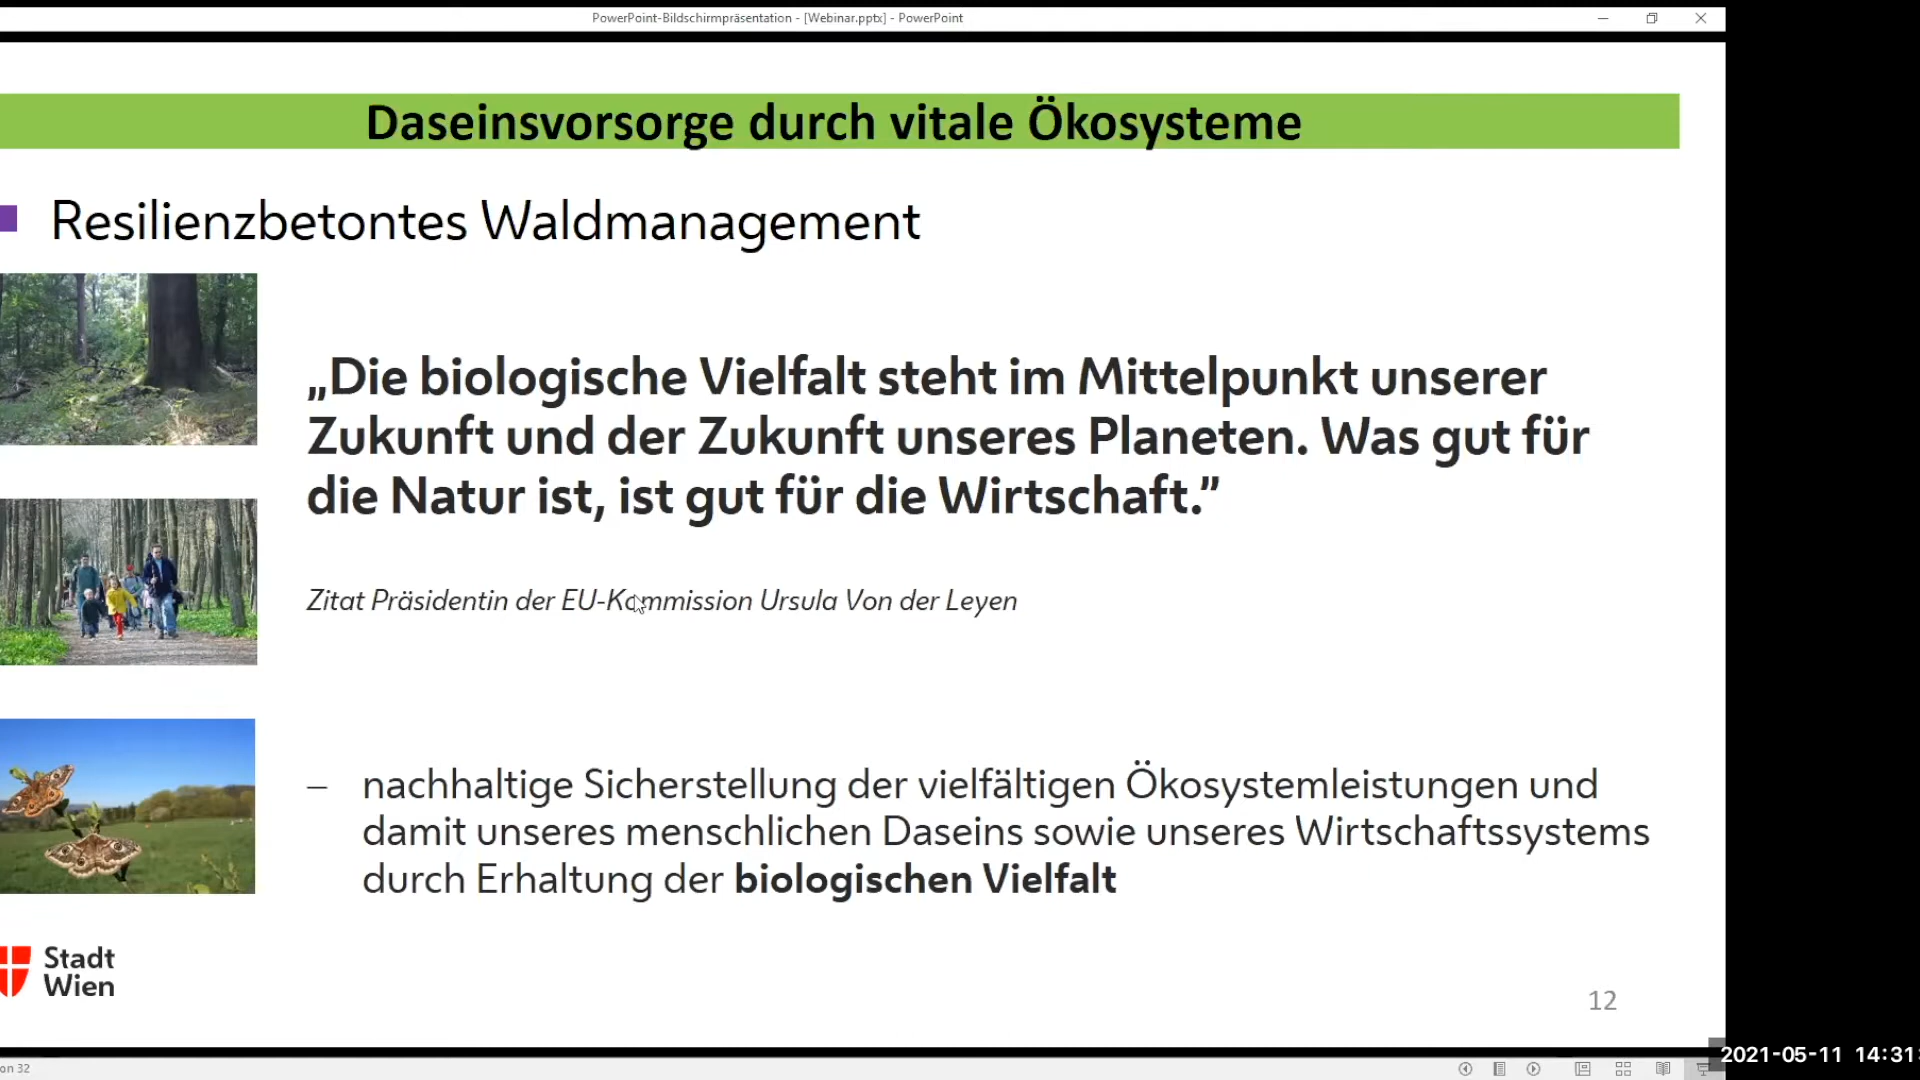 PowerPoint-Bildschirmpräsentation - [Webinar.pptx] - PowerPoint
Daseinsvorsorge durch vitale Ökosysteme
Resilienzbetontes Waldmanagement
„Die biologische Vielfalt steht im Mittelpunkt unserer
Zukunft und der Zukunft unseres Planeten. Was gut für
die Natur ist, ist gut für die Wirtschaft.”
Zitat Präsidentin der EU-Kommission Ursula Von der Leyen
– nachhaltige Sicherstellung der vielfältigen Ökosystemleistungen und
damit unseres menschlichen Daseins sowie unseres Wirtschaftssystems
durch Erhaltung der biologischen Vielfalt
Stadt
Wien
12
on 32
2021-05-11 14:31: